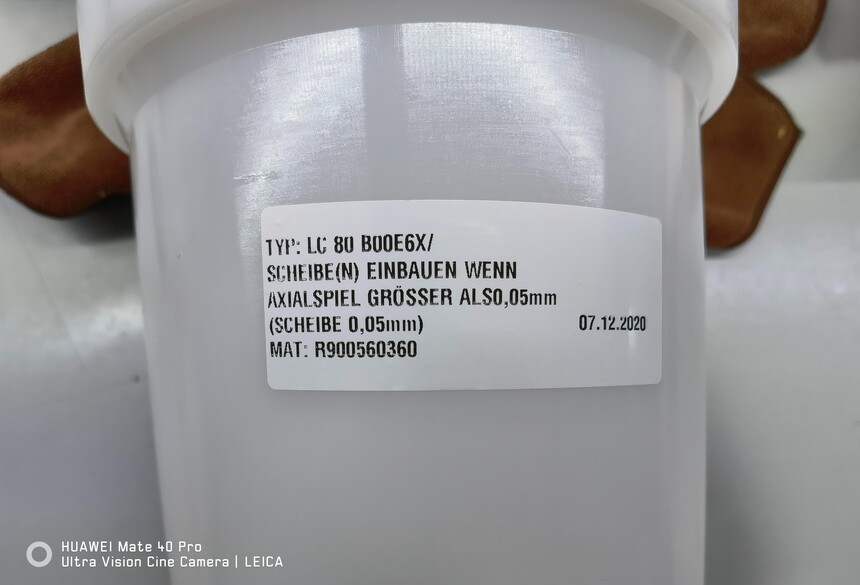 TYP: LC 80 B00E6X/
SCHEIBE(N) EINBAUEN WENN
AXIALSPIEL GRÖSSER ALS0,05mm
(SCHEIBE 0,05mm) 07.12.2020
MAT: R900560360
HUAWEI Mate 40 Pro
Ultra Vision Cine Camera | LEICA